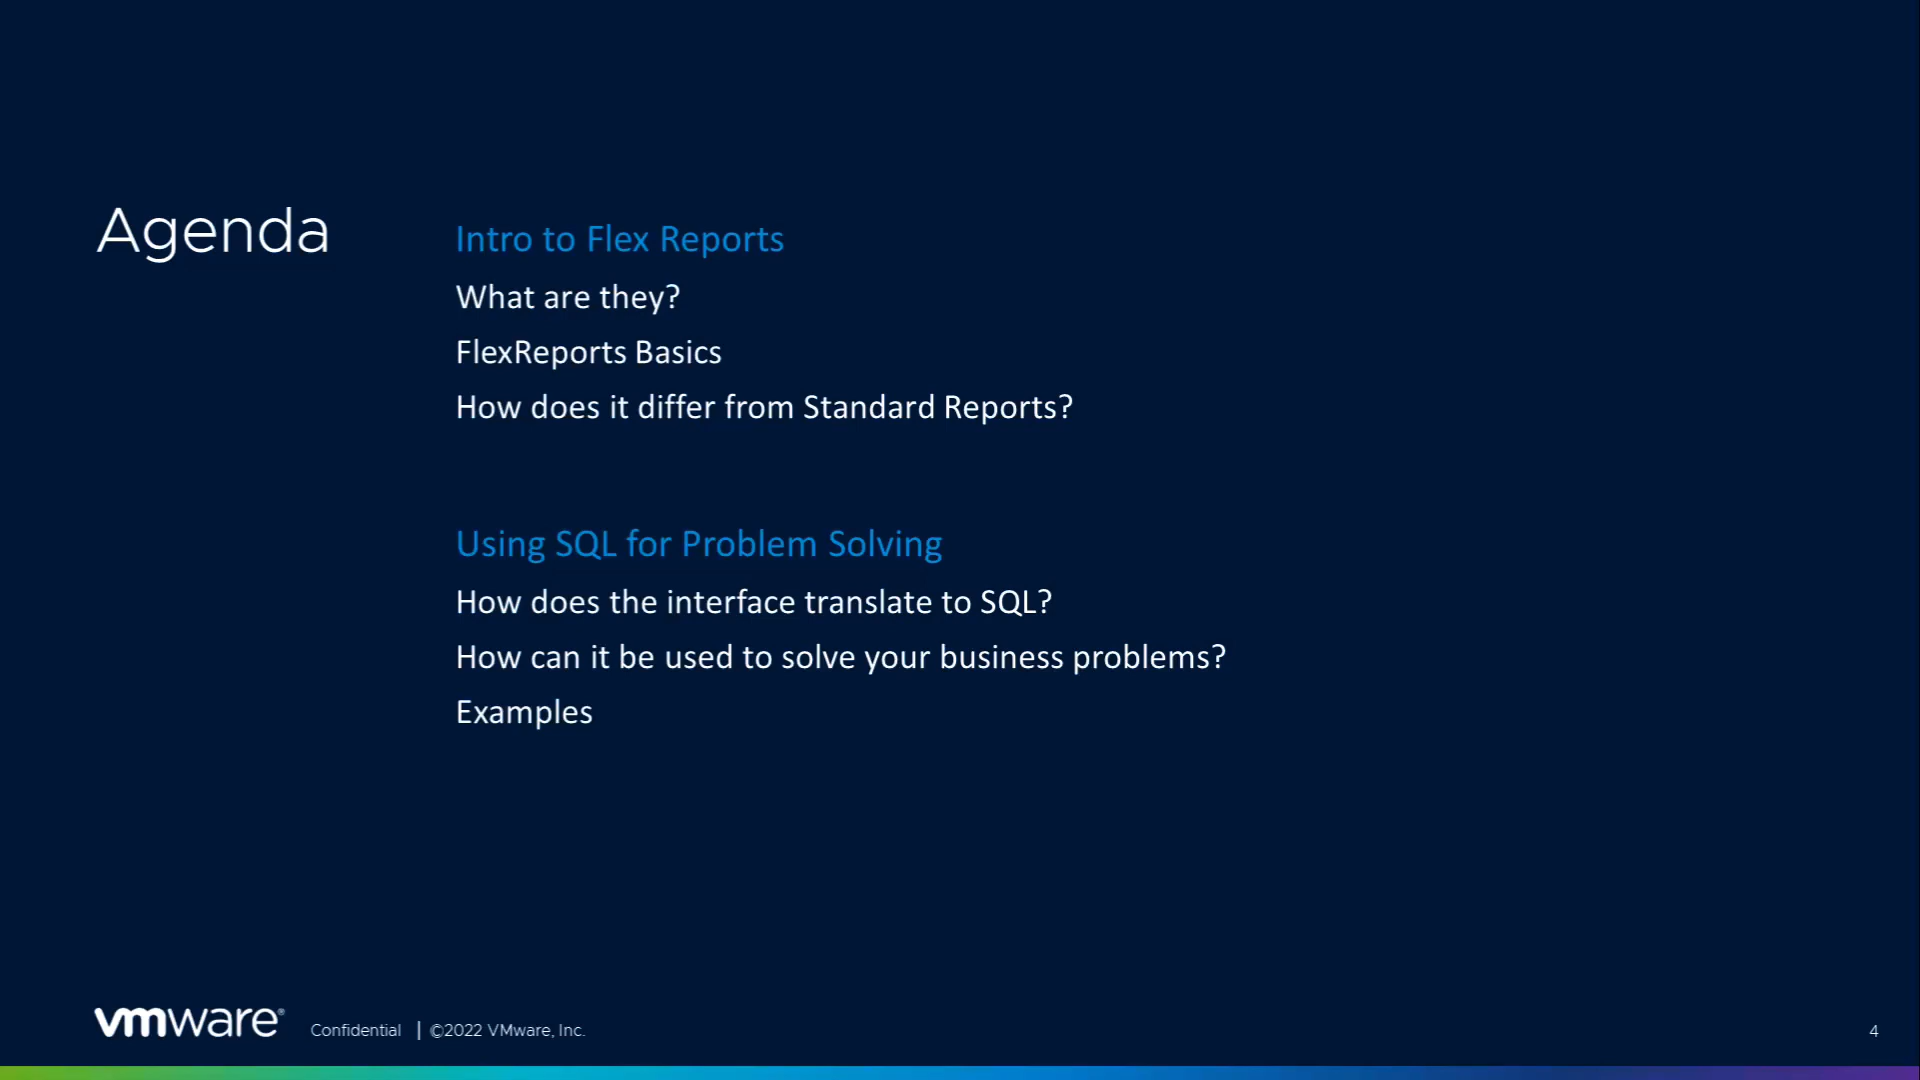 Agenda
Intro to Flex Reports
What are they?
FlexReports Basics
How does it differ from Standard Reports?
Using SQL for Problem Solving
How does the interface translate to SQL?
How can it be used to solve your business problems?
Examples
vmware® Confidential | ©2022 VMware, Inc. 4